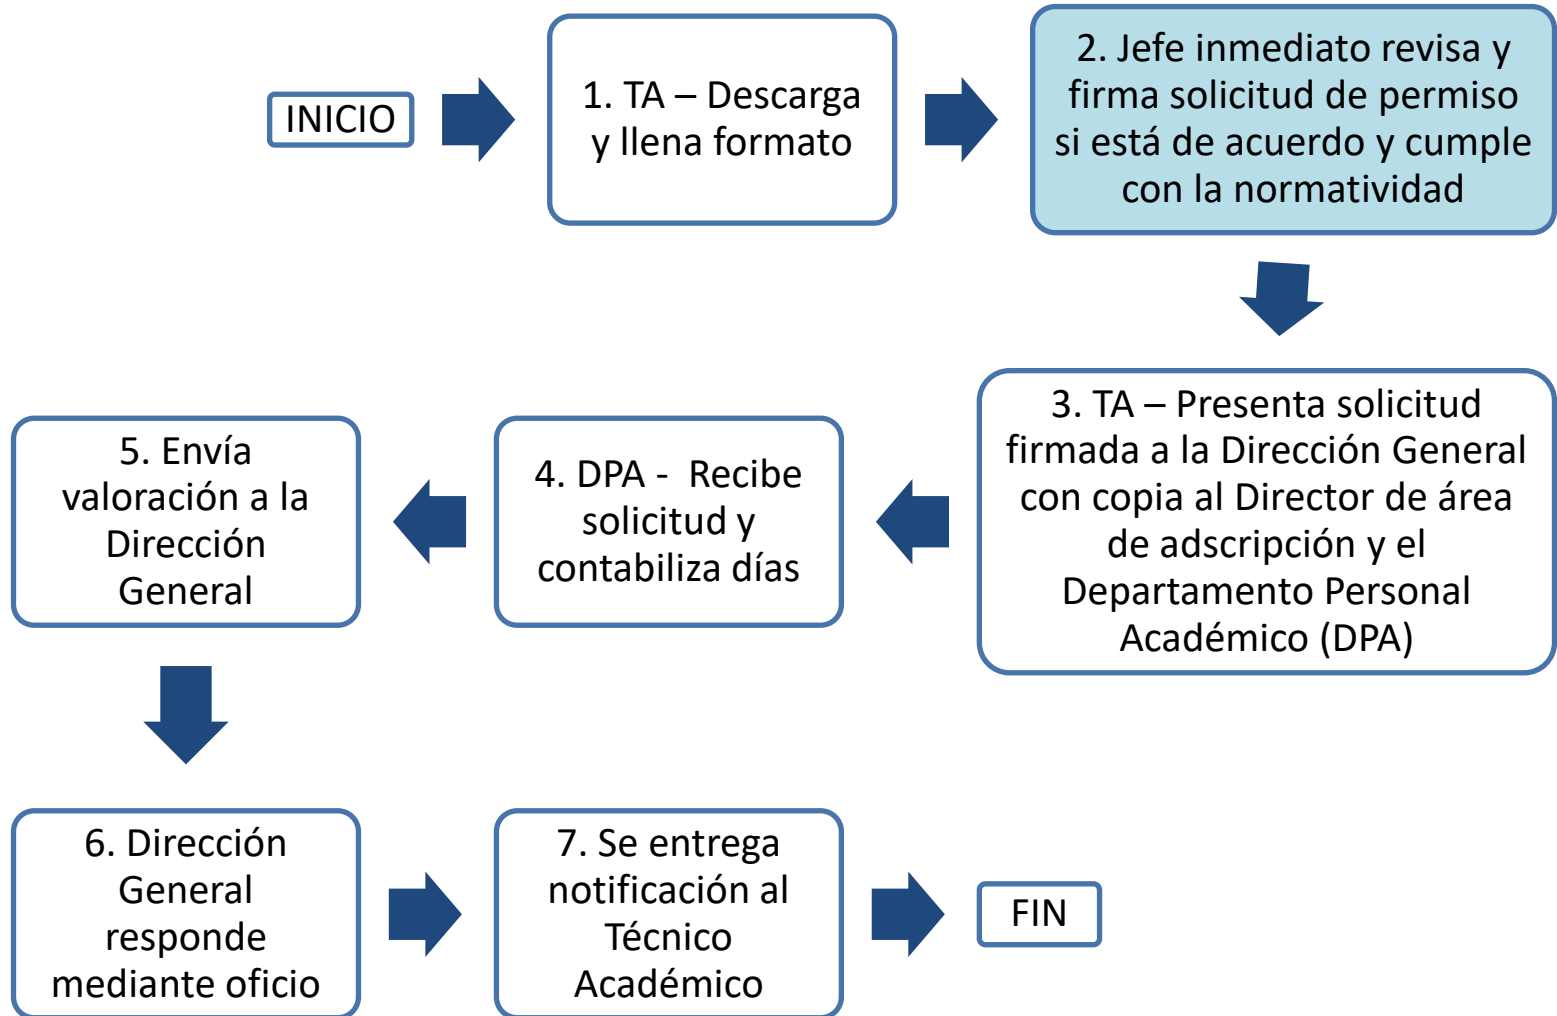 INICIO
1. TA – Descarga
y llena formato
2. Jefe inmediato revisa y
firma solicitud de permiso
si está de acuerdo y cumple
con la normatividad
3. TA – Presenta solicitud
firmada a la Dirección General
con copia al Director de área
de adscripción y el
Departamento Personal
Académico (DPA)
4. DPA - Recibe
solicitud y
contabiliza días
5. Envía
valoración a la
Dirección
General
6. Dirección
General
responde
mediante oficio
7. Se entrega
notificación al
Técnico
Académico
FIN